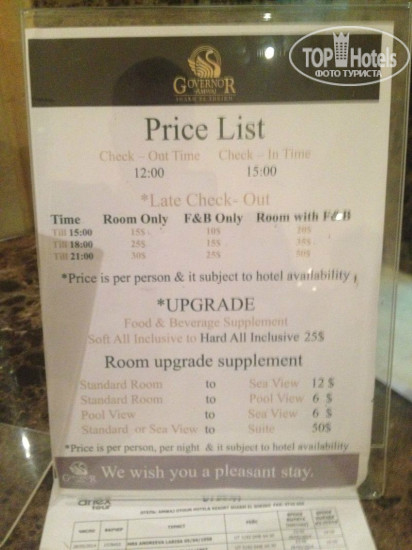 TOP Hotels
ФОТО ТУРИСТА
GOVERNOR
Price List
Check – Out Time Check – In Time
12:00 15:00
*Late Check- Out
Time Room Only F&B Only Room with F&B
Till 15:00 15$ 10$ 20$
Till 18:00 25$ 15$ 35$
Till 21:00 30$ 25$ 50$
*Price is per person & it subject to hotel availability
*UPGRADE
Food & Beverage Supplement
Soft All Inclusive to Hard All Inclusive 25$
Room upgrade supplement
Standard Room to Sea View 12 $
Standard Room to Pool View 6 $
Pool View to Sea View 6 $
Standard or Sea View to Suite 50$
*Price is per person, per night & it subject to hotel availability
We wish you a pleasant stay.
anex
tour